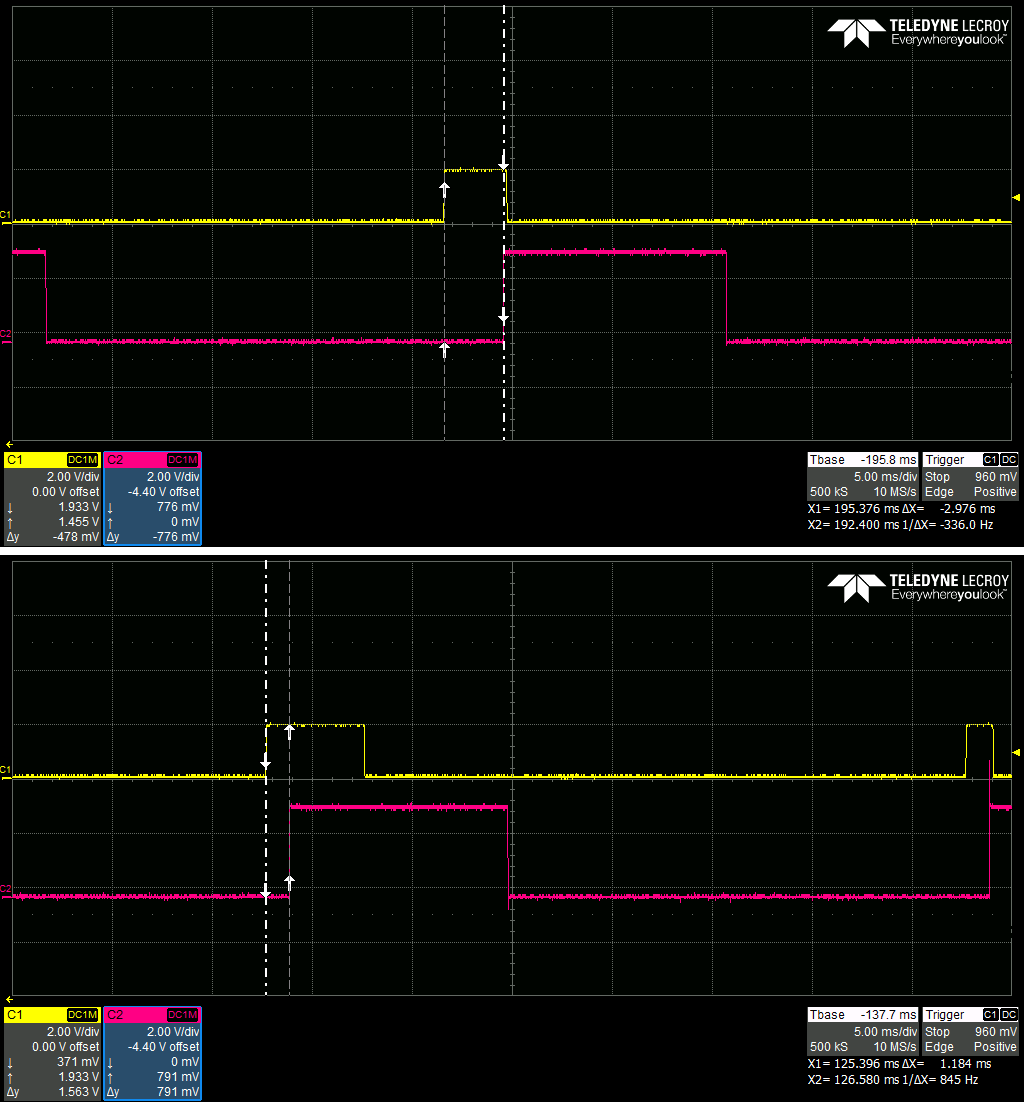 TELEDYNE LECROY
Everywhereyoulook™
C1
C2
C1 DC1M
2.00 V/div
0.00 V offset
↓ 1.933 V
↑ 1.455 V
Δy -478 mV
C2 DC1M
2.00 V/div
-4.40 V offset
↓ 776 mV
↑ 0 mV
Δy -776 mV
Tbase -195.8 ms
5.00 ms/div
500 kS 10 MS/s
Trigger C1 DC
Stop 960 mV
Edge Positive
X1= 195.376 ms ΔX= -2.976 ms
X2= 192.400 ms 1/ΔX= -336.0 Hz
TELEDYNE LECROY
Everywhereyoulook™
C1
C2
C1 DC1M
2.00 V/div
0.00 V offset
↓ 371 mV
↑ 1.933 V
Δy 1.563 V
C2 DC1M
2.00 V/div
-4.40 V offset
↓ 0 mV
↑ 791 mV
Δy 791 mV
Tbase -137.7 ms
5.00 ms/div
500 kS 10 MS/s
Trigger C1 DC
Stop 960 mV
Edge Positive
X1= 125.396 ms ΔX= 1.184 ms
X2= 126.580 ms 1/ΔX= 845 Hz